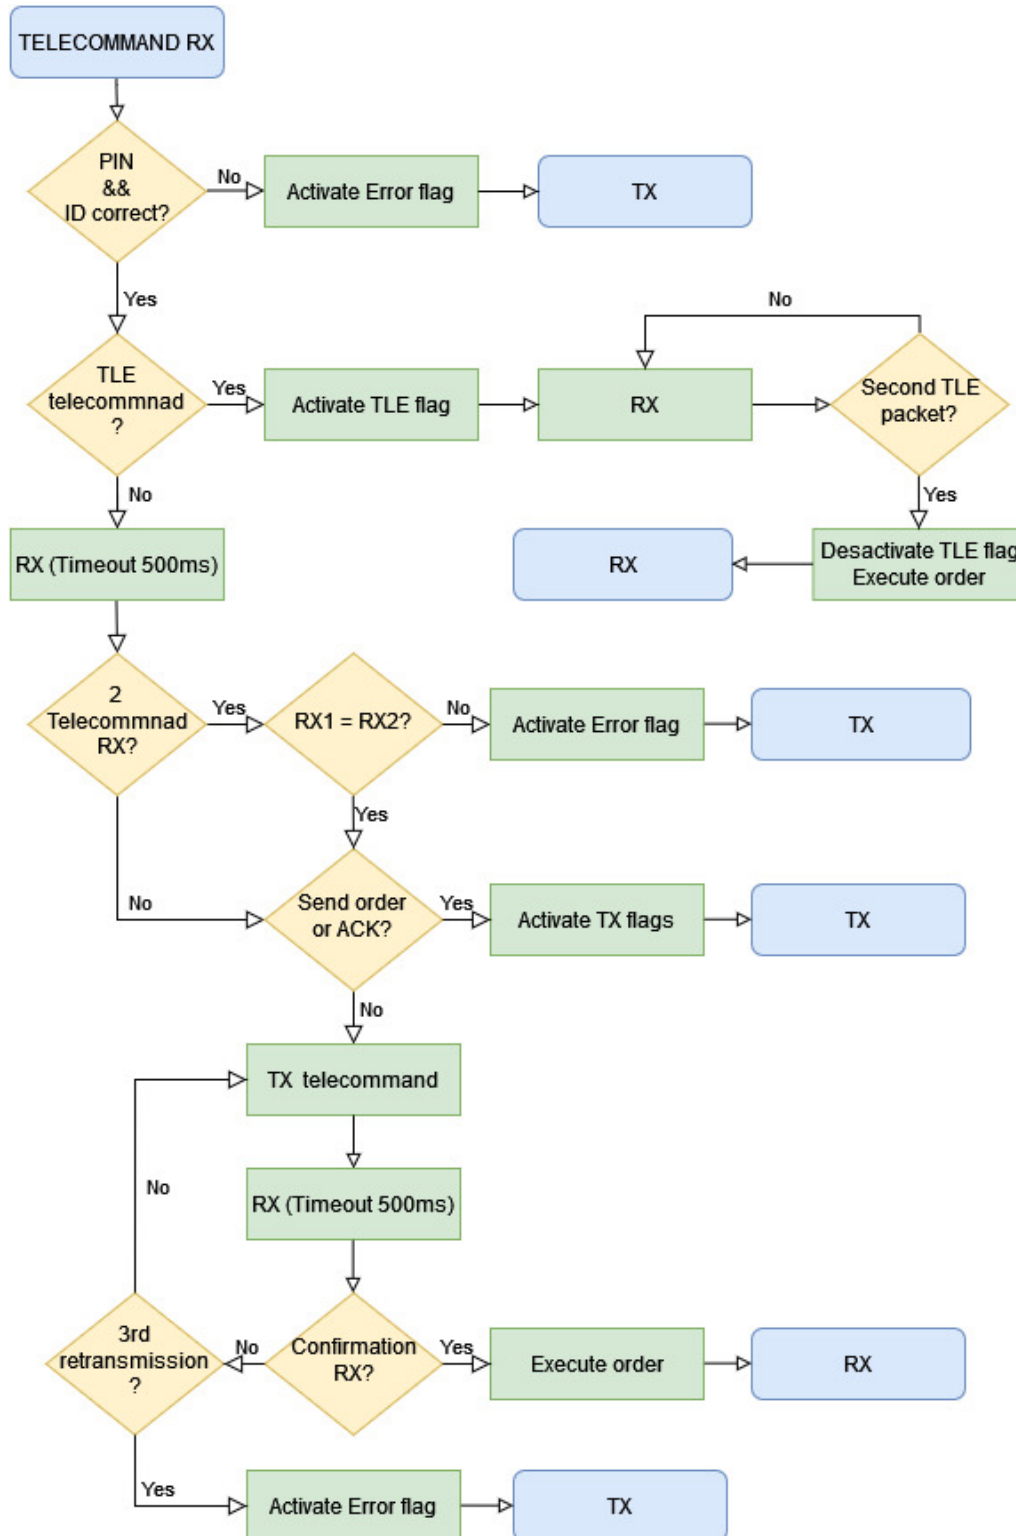 TELECOMMAND RX
PIN
&&
ID correct?
No
Activate Error flag
TX
Yes
No
TLE
telecommnad
?
Yes
Activate TLE flag
RX
Second TLE
packet?
No
Yes
RX (Timeout 500ms)
RX
Desactivate TLE flag
Execute order
2
Telecommnad
RX?
Yes
RX1 = RX2?
No
Activate Error flag
TX
Yes
No
Send order
or ACK?
Yes
Activate TX flags
TX
No
TX telecommand
No
RX (Timeout 500ms)
3rd
retransmission
?
No
Confirmation
RX?
Yes
Execute order
RX
Yes
Activate Error flag
TX